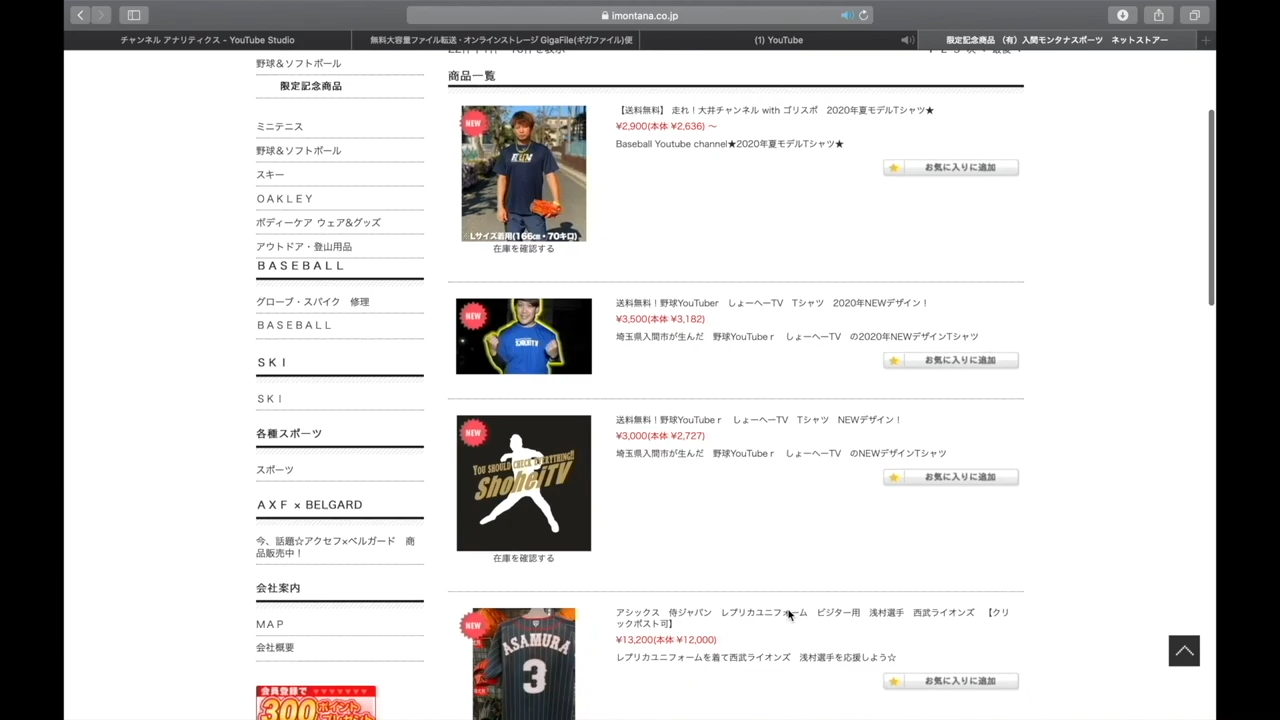 imontana.co.jp
チャンネル アナリティクス - YouTube Studio
無料大容量ファイル転送・オンラインストレージ GigaFile(ギガファイル)便
(1) YouTube
限定記念商品 （有）入間モンタナスポーツ　ネットストアー
野球＆ソフトボール
限定記念商品
ミニテニス
野球＆ソフトボール
スキー
ＯＡＫＬＥＹ
ボディーケア ウェア&グッズ
アウトドア・登山用品
ＢＡＳＥＢＡＬＬ
グローブ・スパイク　修理
ＢＡＳＥＢＡＬＬ
ＳＫＩ
ＳＫＩ
各種スポーツ
スポーツ
ＡＸＦ × BELGARD
今、話題☆アクセフ×ベルガード　商
品販売中！
会社案内
ＭＡＰ
会社概要
会員登録で
300ポイント
商品一覧
NEW
RUN
Lサイズ着用(166㎝・70キロ)
在庫を確認する
【送料無料】 走れ！大井チャンネル with ゴリスポ　2020年夏モデルTシャツ★
¥2,900(本体 ¥2,636) ～
Baseball Youtube channel★2020年夏モデルTシャツ★
お気に入りに追加
NEW
SHOHEITV
送料無料！野球YouTuber　しょーへーTV　Tシャツ　2020年NEWデザイン！
¥3,500(本体 ¥3,182)
埼玉県入間市が生んだ　野球YouTubeｒ　しょーへーTV　の2020年NEWデザインTシャツ
お気に入りに追加
NEW
YOU SHOULD CHECK EVERYTHING!!
ShoheiTV
在庫を確認する
送料無料！野球YouTubeｒ　しょーへーTV　Tシャツ　NEWデザイン！
¥3,000(本体 ¥2,727)
埼玉県入間市が生んだ　野球YouTubeｒ　しょーへーTV　のNEWデザインTシャツ
お気に入りに追加
NEW
ASAMURA
3
アシックス　侍ジャパン　レプリカユニフォーム　ビジター用　浅村選手　西武ライオンズ　【クリ
ックポスト可】
¥13,200(本体 ¥12,000)
レプリカユニフォームを着て西武ライオンズ　浅村選手を応援しよう☆
お気に入りに追加